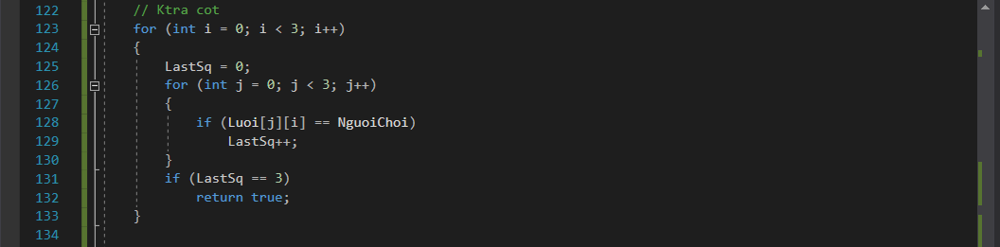 122 // Ktra cot
123 for (int i = 0; i < 3; i++)
124 {
125 LastSq = 0;
126 for (int j = 0; j < 3; j++)
127 {
128 if (Luoi[j][i] == NguoiChoi)
129 LastSq++;
130 }
131 if (LastSq == 3)
132 return true;
133 }
134